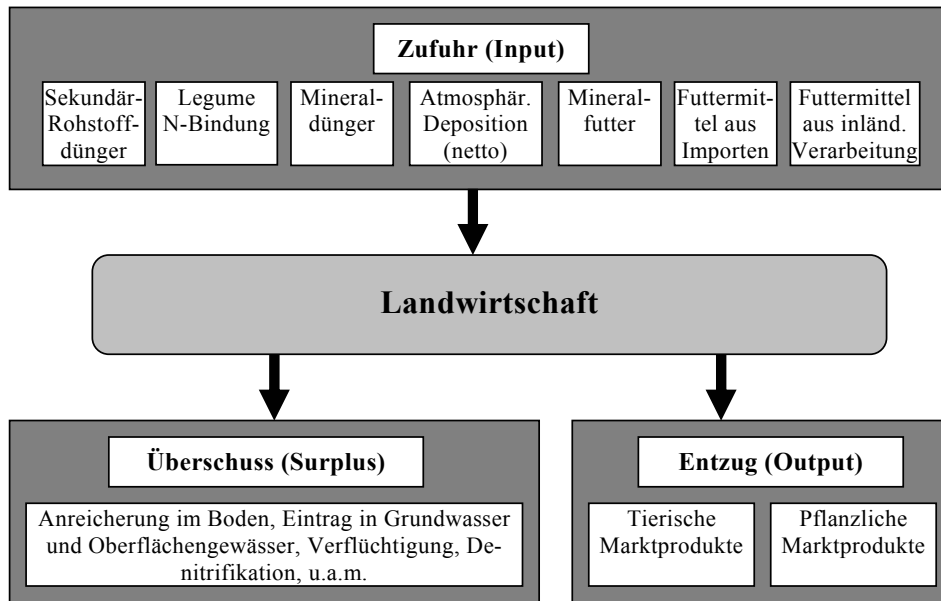 Zufuhr (Input)
Sekundär-
Rohstoff-
dünger
Legume
N-Bindung
Mineral-
dünger
Atmosphär.
Deposition
(netto)
Mineral-
futter
Futtermit-
tel aus
Importen
Futtermittel
aus inländ.
Verarbeitung
Landwirtschaft
Überschuss (Surplus)
Anreicherung im Boden, Eintrag in Grundwasser
und Oberflächengewässer, Verflüchtigung, De-
nitrifikation, u.a.m.
Entzug (Output)
Tierische
Marktprodukte
Pflanzliche
Marktprodukte